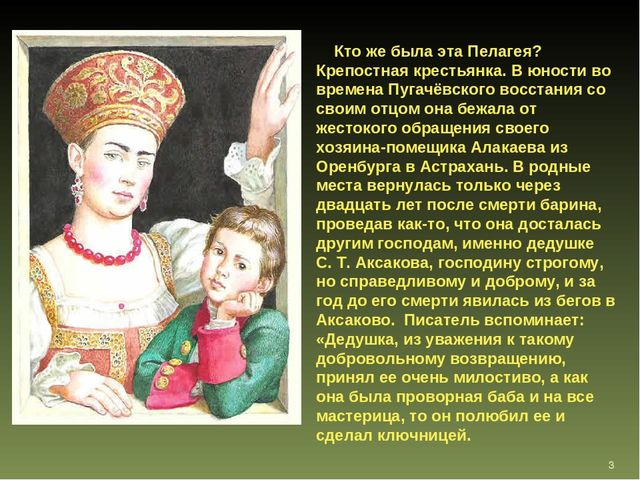 Кто же была эта Пелагея?
Крепостная крестьянка. В юности во
времена Пугачёвского восстания со
своим отцом она бежала от
жестокого обращения своего
хозяина-помещика Алакаева из
Оренбурга в Астрахань. В родные
места вернулась только через
двадцать лет после смерти барина,
проведав как-то, что она досталась
другим господам, именно дедушке
С. Т. Аксакова, господину строгому,
но справедливому и доброму, и за
год до его смерти явилась из бегов в
Аксаково. Писатель вспоминает:
«Дедушка, из уважения к такому
добровольному возвращению,
принял ее очень милостиво, а как
она была проворная баба и на все
мастерица, то он полюбил ее и
сделал ключницей.
3